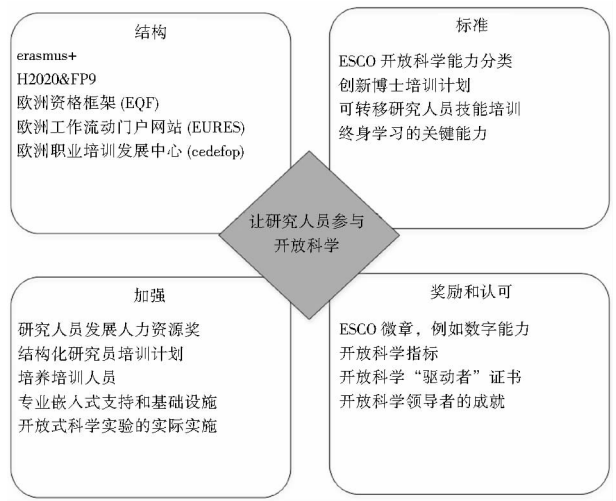 结构
erasmus+
H2020&FP9
欧洲资格框架 (EQF)
欧洲工作流动门户网站 (EURES)
欧洲职业培训发展中心 (cedefop)
标准
ESCO 开放科学能力分类
创新博士培训计划
可转移研究人员技能培训
终身学习的关键能力
让研究人员参与
开放科学
加强
研究人员发展人力资源奖
结构化研究员培训计划
培养培训人员
专业嵌入式支持和基础设施
开放式科学实验的实际实施
奖励和认可
ESCO 徽章，例如数字能力
开放科学指标
开放科学“驱动者”证书
开放科学领导者的成就